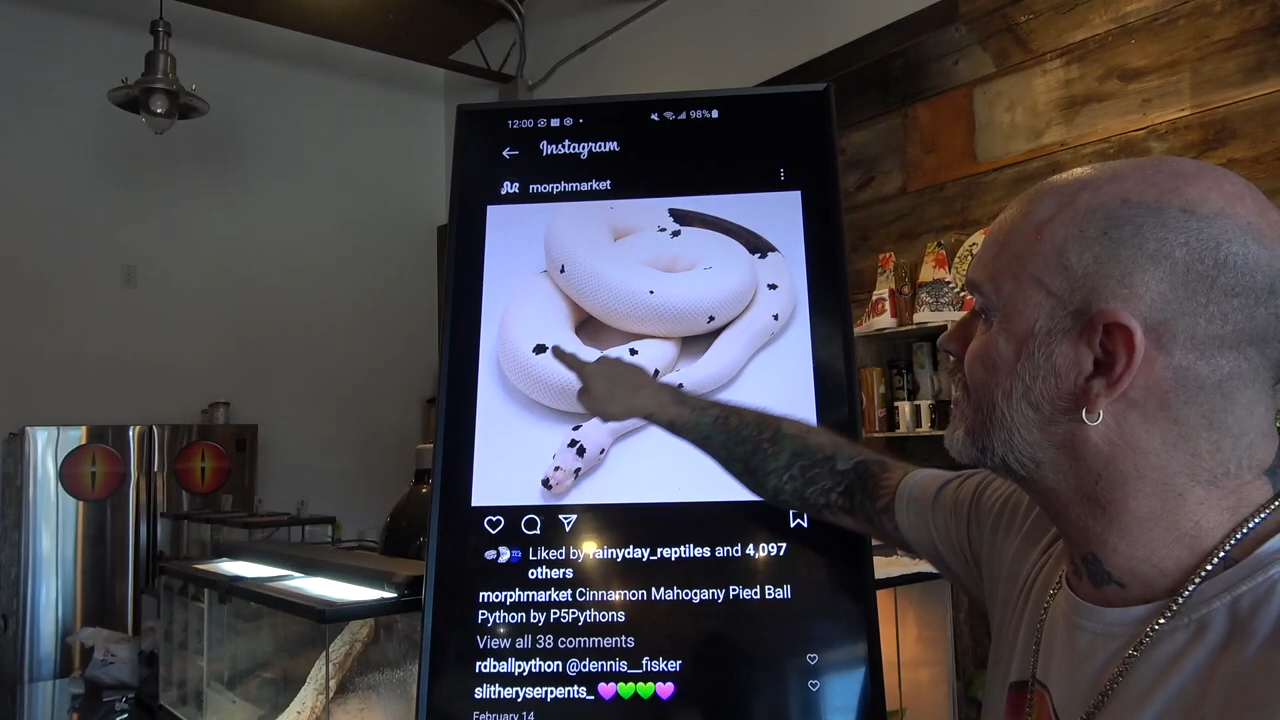 12:00
98%
Instagram
morphmarket
Liked by rainyday_reptiles and 4,097
others
morphmarket Cinnamon Mahogany Pied Ball
Python by P5Pythons
View all 38 comments
rdballpython @dennis__fisker
slitheryserpents_
February 14